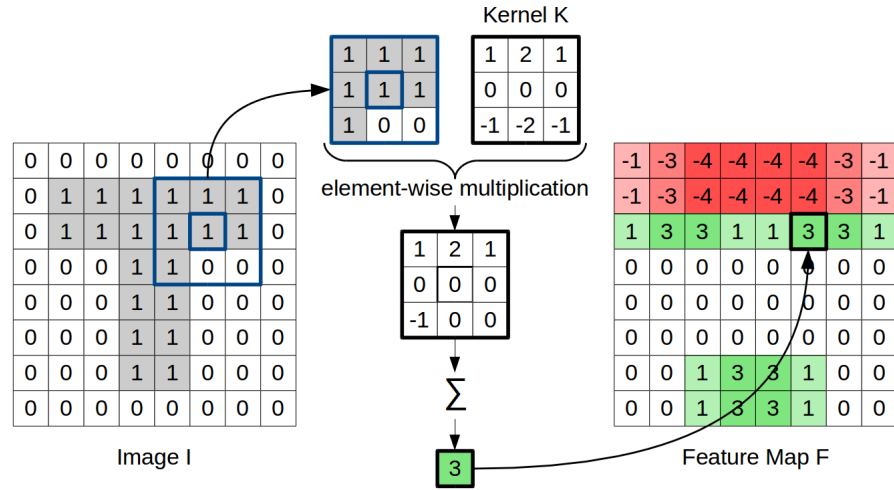 Kernel K
1 1 1
1 1 1
1 0 0
1 2 1
0 0 0
-1 -2 -1
element-wise multiplication
1 2 1
0 0 0
-1 0 0
∑
3
0 0 0 0 0 0 0 0
0 1 1 1 1 1 1 0
0 1 1 1 1 1 1 0
0 0 0 1 1 0 0 0
0 0 0 1 1 0 0 0
0 0 0 1 1 0 0 0
0 0 0 1 1 0 0 0
0 0 0 0 0 0 0 0
Image I
-1 -3 -4 -4 -4 -4 -3 -1
-1 -3 -4 -4 -4 -4 -3 -1
1 3 3 1 1 3 3 1
0 0 0 0 0 0 0 0
0 0 0 0 0 0 0 0
0 0 0 0 0 0 0 0
0 0 1 3 3 1 0 0
0 0 1 3 3 1 0 0
Feature Map F